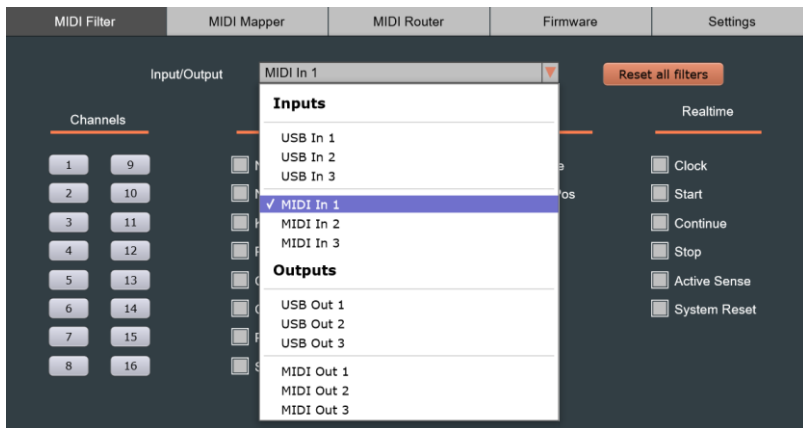 MIDI Filter
MIDI Mapper
MIDI Router
Firmware
Settings
Input/Output
MIDI In 1
Reset all filters
Channels
Inputs
Realtime
USB In 1
USB In 2
USB In 3
✓ MIDI In 1
MIDI In 2
MIDI In 3
Outputs
USB Out 1
USB Out 2
USB Out 3
MIDI Out 1
MIDI Out 2
MIDI Out 3
1 9
2 10
3 11
4 12
5 13
6 14
7 15
8 16
Clock
Start
Continue
Stop
Active Sense
System Reset